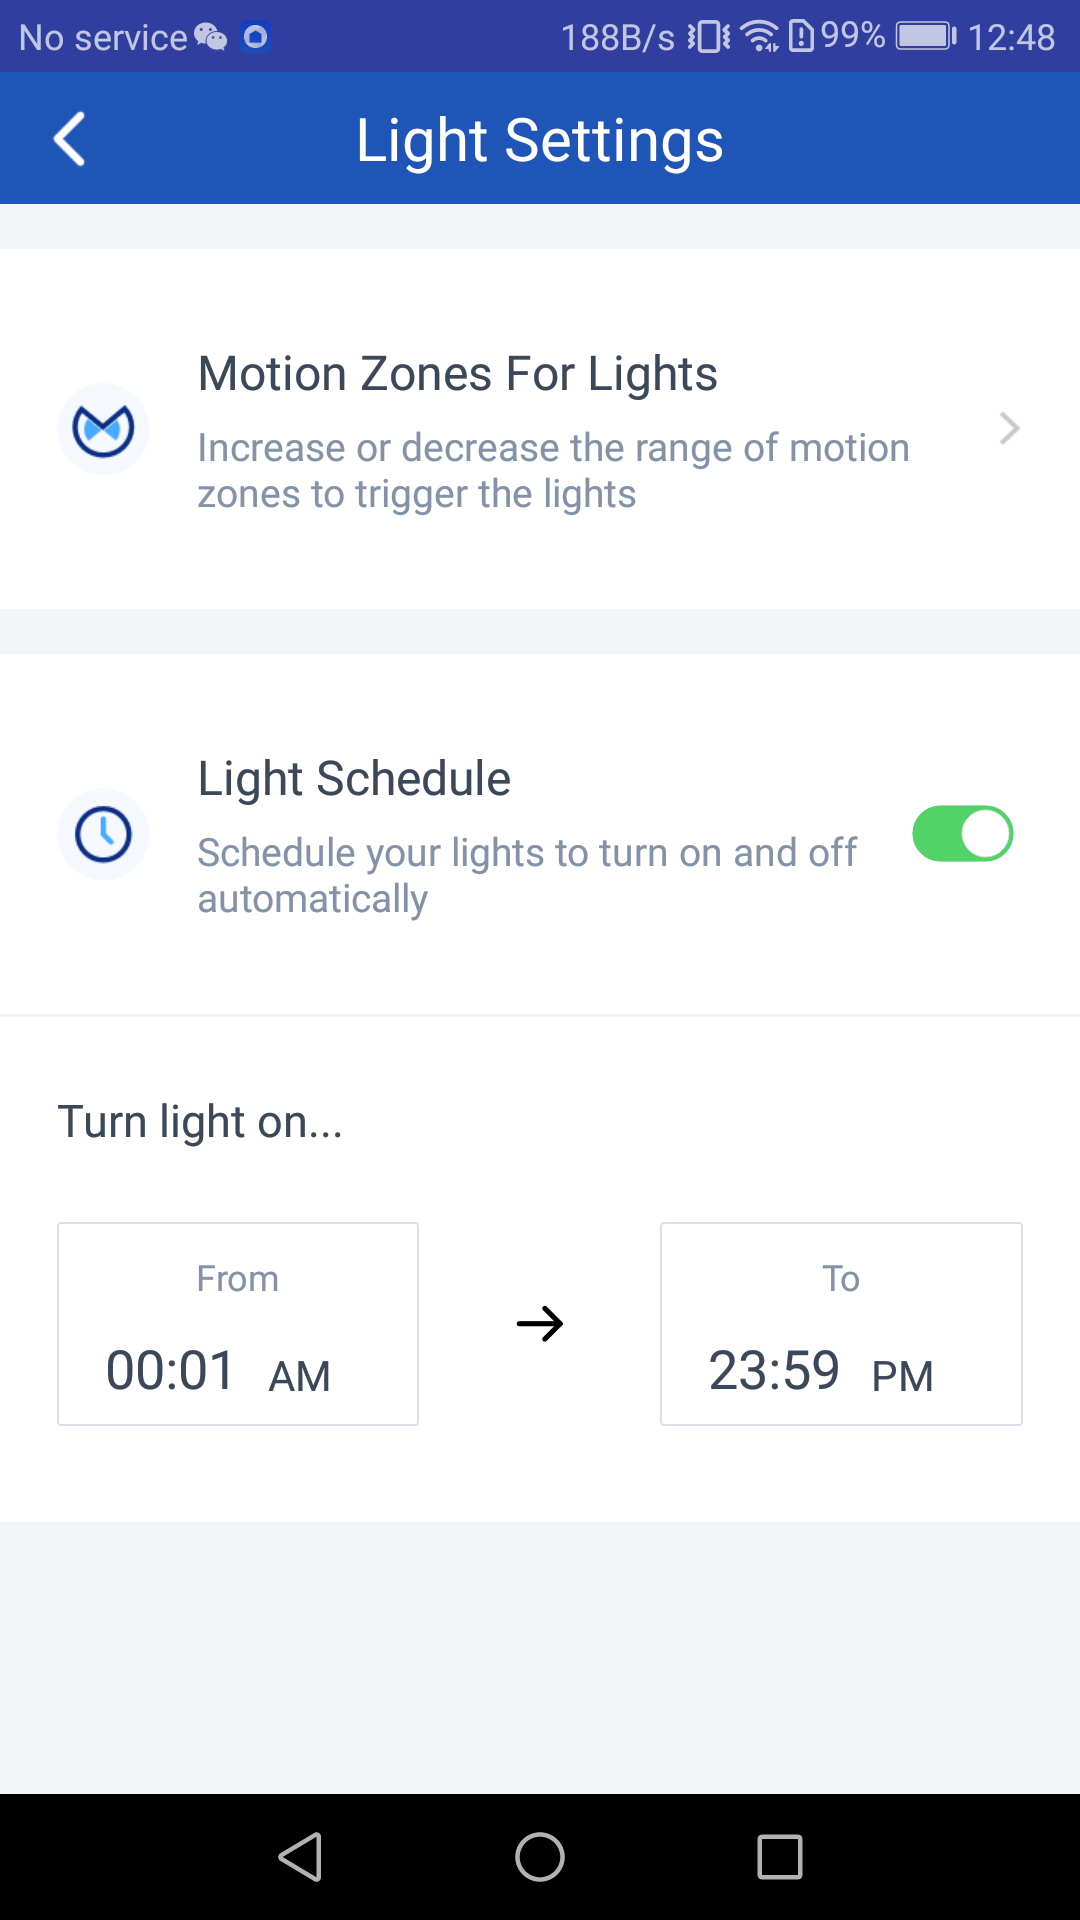 No service 188B/s 99% 12:48
Light Settings
Motion Zones For Lights
Increase or decrease the range of motion
zones to trigger the lights
Light Schedule
Schedule your lights to turn on and off
automatically
Turn light on...
From To
00:01 AM 23:59 PM